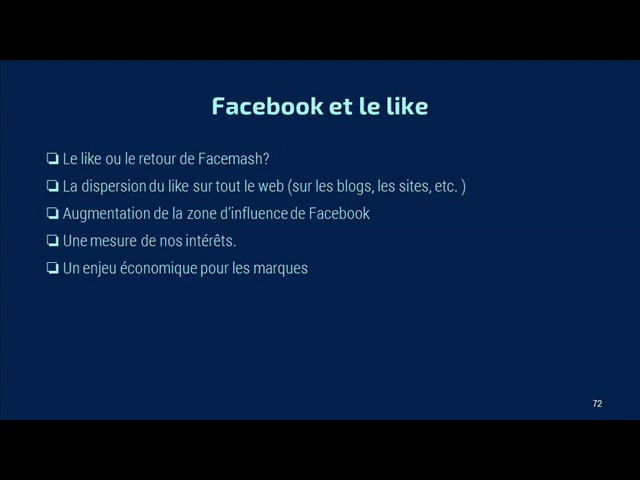 Facebook et le like
❏ Le like ou le retour de Facemash?
❏ La dispersion du like sur tout le web (sur les blogs, les sites, etc. )
❏ Augmentation de la zone d'influence de Facebook
❏ Une mesure de nos intérêts.
❏ Un enjeu économique pour les marques
72